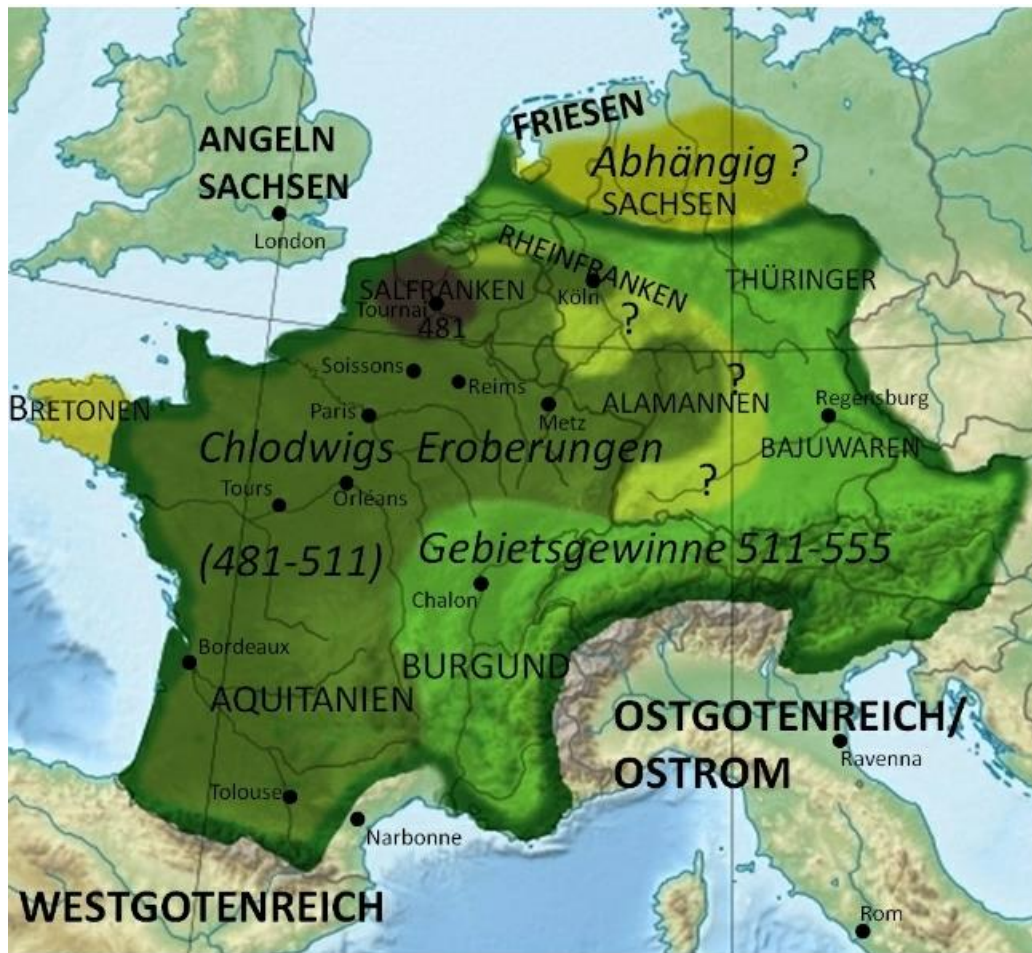 FRIESEN
ANGELN
SACHSEN
London
Abhängig ?
SACHSEN
RHEINFRANKEN
THÜRINGER
SALFRANKEN
Tournai
481
Köln
?
Soissons
Reims
?
BRETONEN
Paris
Metz
ALAMANNEN
Regensburg
BAJUWAREN
Chlodwigs Eroberungen
?
Tours
Orléans
(481-511)
Gebietsgewinne 511-555
Chalon
Bordeaux
BURGUND
AQUITANIEN
OSTGOTENREICH/
OSTROM
Ravenna
Tolouse
Narbonne
WESTGOTENREICH
Rom